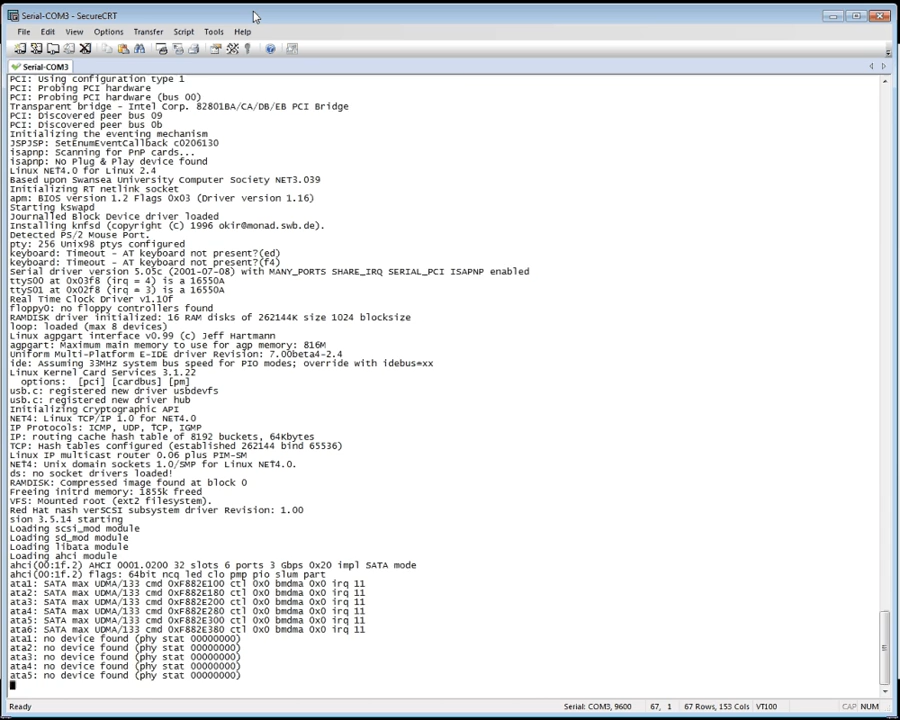 Serial-COM3 - SecureCRT
File Edit View Options Transfer Script Tools Help
Serial-COM3
PCI: Using configuration type 1
PCI: Probing PCI hardware
PCI: Probing PCI hardware (bus 00)
Transparent bridge - Intel Corp. 82801BA/CA/DB/EB PCI Bridge
PCI: Discovered peer bus 09
PCI: Discovered peer bus 0b
Initializing the eventing mechanism
JSPJSP: SetEnumEventCallback c0206130
isapnp: Scanning for PnP cards...
isapnp: No Plug & Play device found
Linux NET4.0 for Linux 2.4
Based upon Swansea University Computer Society NET3.039
Initializing RT netlink socket
apm: BIOS version 1.2 Flags 0x03 (Driver version 1.16)
Starting kswapd
Journalled Block Device driver loaded
Installing knfsd (copyright (C) 1996 okir@monad.swb.de).
Detected PS/2 Mouse Port.
pty: 256 Unix98 ptys configured
keyboard: Timeout - AT keyboard not present?(ed)
keyboard: Timeout - AT keyboard not present?(f4)
Serial driver version 5.05c (2001-07-08) with MANY_PORTS SHARE_IRQ SERIAL_PCI ISAPNP enabled
ttyS00 at 0x03f8 (irq = 4) is a 16550A
ttyS01 at 0x02f8 (irq = 3) is a 16550A
Real Time Clock Driver v1.10f
floppy0: no floppy controllers found
RAMDISK driver initialized: 16 RAM disks of 262144K size 1024 blocksize
loop: loaded (max 8 devices)
Linux agpgart interface v0.99 (c) Jeff Hartmann
agpgart: Maximum main memory to use for agp memory: 816M
Uniform Multi-Platform E-IDE driver Revision: 7.00beta4-2.4
ide: Assuming 33MHz system bus speed for PIO modes; override with idebus=xx
Linux Kernel Card Services 3.1.22
options: [pci] [cardbus] [pm]
usb.c: registered new driver usbdevfs
usb.c: registered new driver hub
Initializing Cryptographic API
NET4: Linux TCP/IP 1.0 for NET4.0
IP Protocols: ICMP, UDP, TCP, IGMP
IP: routing cache hash table of 8192 buckets, 64Kbytes
TCP: Hash tables configured (established 262144 bind 65536)
Linux IP multicast router 0.06 plus PIM-SM
NET4: Unix domain sockets 1.0/SMP for Linux NET4.0.
ds: no socket drivers loaded!
RAMDISK: Compressed image found at block 0
Freeing initrd memory: 1855k freed
VFS: Mounted root (ext2 filesystem).
Red Hat nash verSCSI subsystem driver Revision: 1.00
sion 3.5.14 starting
Loading scsi_mod module
Loading sd_mod module
Loading libata module
Loading ahci module
ahci(00:1f.2) AHCI 0001.0200 32 slots 6 ports 3 Gbps 0x20 impl SATA mode
ahci(00:1f.2) flags: 64bit ncq led clo pmp pio slum part
ata1: SATA max UDMA/133 cmd 0xF882E100 ctl 0x0 bmdma 0x0 irq 11
ata2: SATA max UDMA/133 cmd 0xF882E180 ctl 0x0 bmdma 0x0 irq 11
ata3: SATA max UDMA/133 cmd 0xF882E200 ctl 0x0 bmdma 0x0 irq 11
ata4: SATA max UDMA/133 cmd 0xF882E280 ctl 0x0 bmdma 0x0 irq 11
ata5: SATA max UDMA/133 cmd 0xF882E300 ctl 0x0 bmdma 0x0 irq 11
ata6: SATA max UDMA/133 cmd 0xF882E380 ctl 0x0 bmdma 0x0 irq 11
ata1: no device found (phy stat 00000000)
ata2: no device found (phy stat 00000000)
ata3: no device found (phy stat 00000000)
ata4: no device found (phy stat 00000000)
ata5: no device found (phy stat 00000000)
Ready Serial: COM3, 9600 67, 1 67 Rows, 153 Cols VT100 CAP NUM